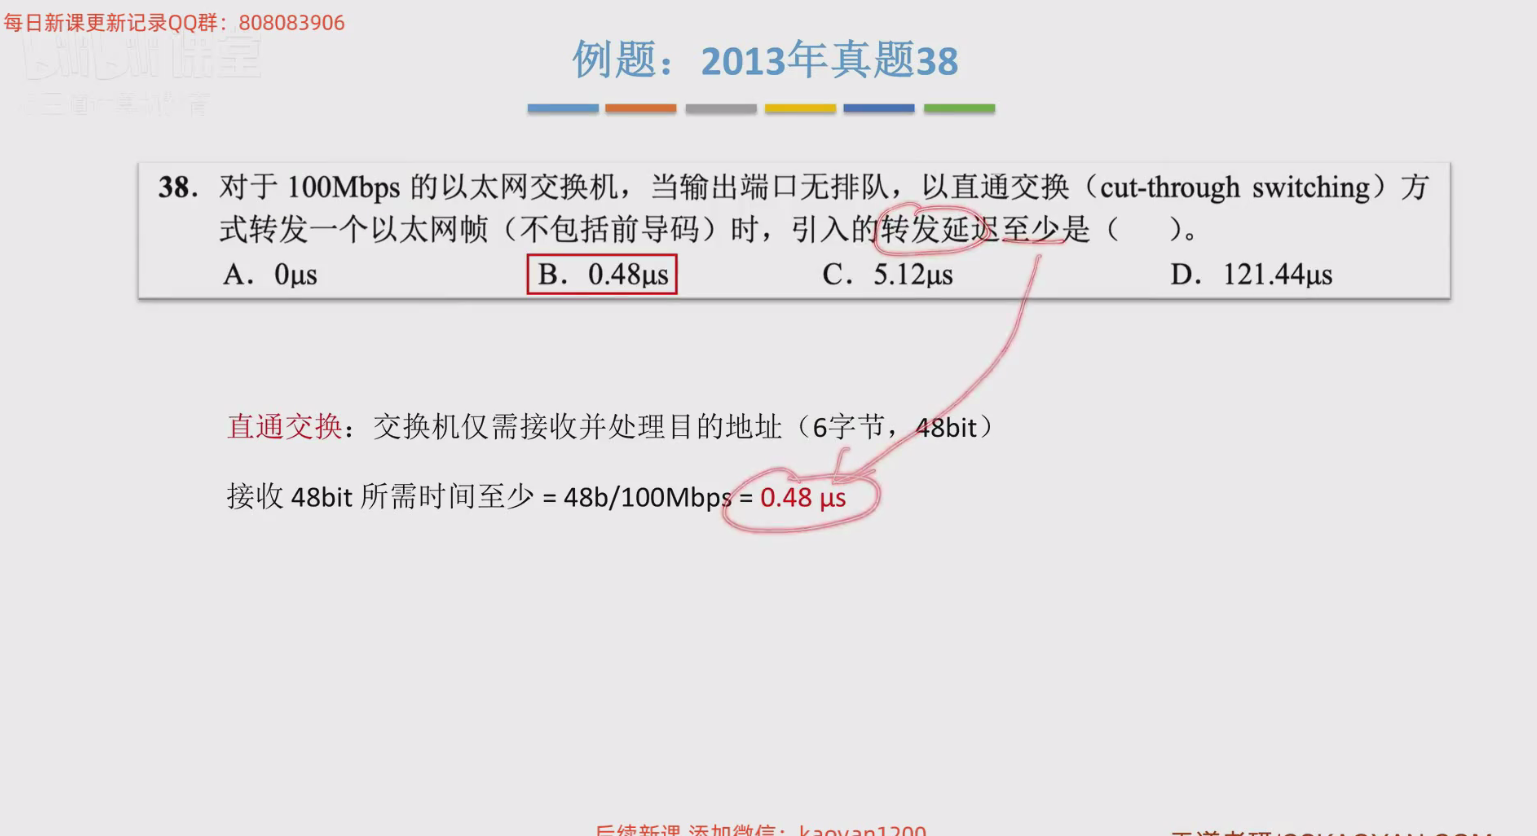 每日新课更新记录QQ群：808083906
课堂
例题：2013年真题38
38. 对于 100Mbps 的以太网交换机，当输出端口无排队，以直通交换（cut-through switching）方
式转发一个以太网帧（不包括前导码）时，引入的转发延迟至少是（ ）。
A. 0μs B. 0.48μs C. 5.12μs D. 121.44μs
直通交换：交换机仅需接收并处理目的地址（6字节，48bit）
接收 48bit 所需时间至少 = 48b/100Mbps = 0.48 μs
后续新课 添加微信：kaoyan1200